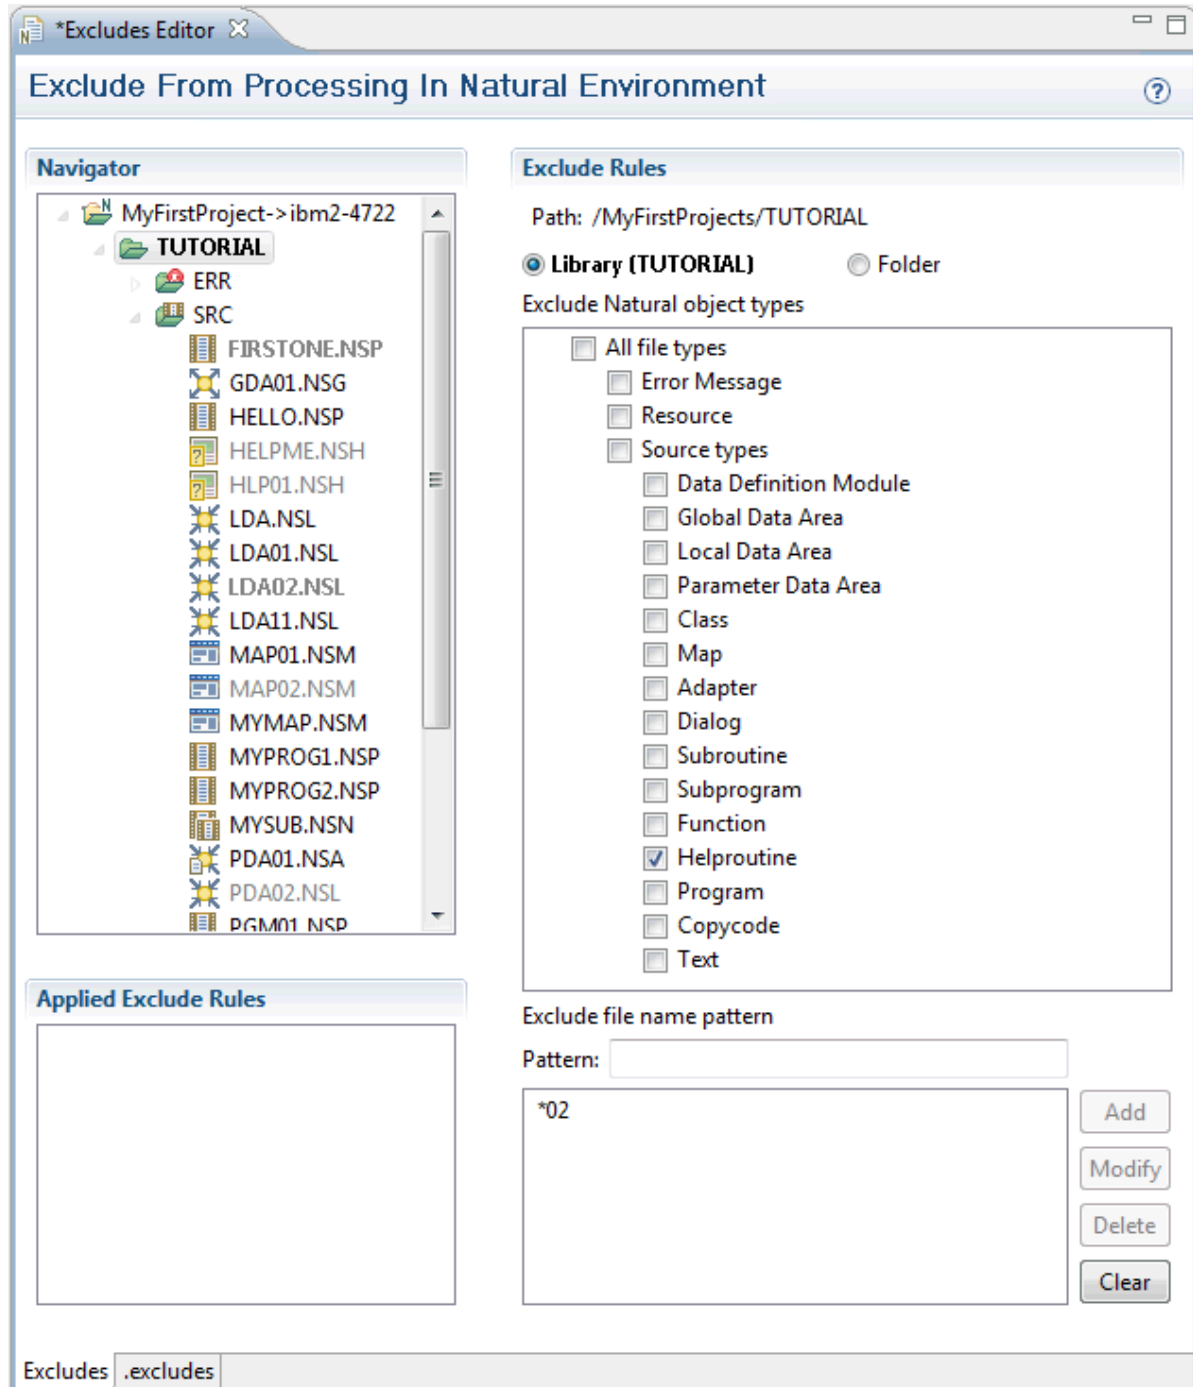 *Excludes Editor
Exclude From Processing In Natural Environment
Navigator
MyFirstProject->ibm2-4722
TUTORIAL
ERR
SRC
FIRSTONE.NSP
GDA01.NSG
HELLO.NSP
HELPME.NSH
HLP01.NSH
LDA.NSL
LDA01.NSL
LDA02.NSL
LDA11.NSL
MAP01.NSM
MAP02.NSM
MYMAP.NSM
MYPROG1.NSP
MYPROG2.NSP
MYSUB.NSN
PDA01.NSA
PDA02.NSL
PGM01.NSP
Applied Exclude Rules
Exclude Rules
Path: /MyFirstProjects/TUTORIAL
Library (TUTORIAL) Folder
Exclude Natural object types
All file types
Error Message
Resource
Source types
Data Definition Module
Global Data Area
Local Data Area
Parameter Data Area
Class
Map
Adapter
Dialog
Subroutine
Subprogram
Function
Helproutine
Program
Copycode
Text
Exclude file name pattern
Pattern:
*02
Add
Modify
Delete
Clear
Excludes .excludes